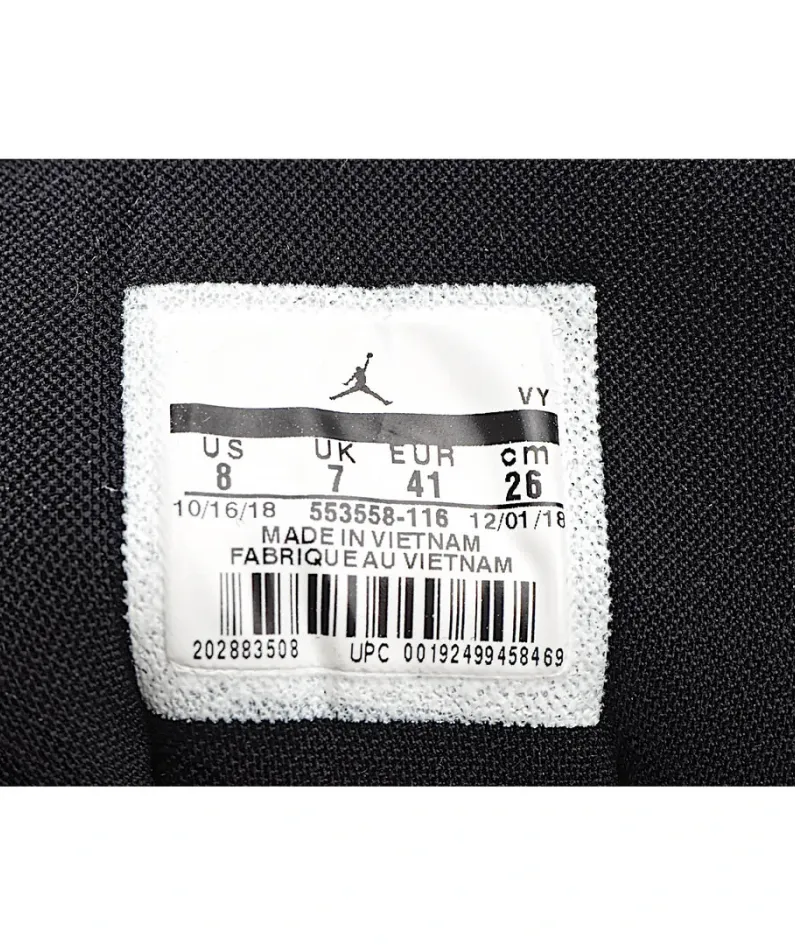 VY
US UK EUR cm
8 7 41 26
10/16/18 553558-116 12/01/18
MADE IN VIETNAM
FABRIQUE AU VIETNAM
202883508 UPC 00192499458469